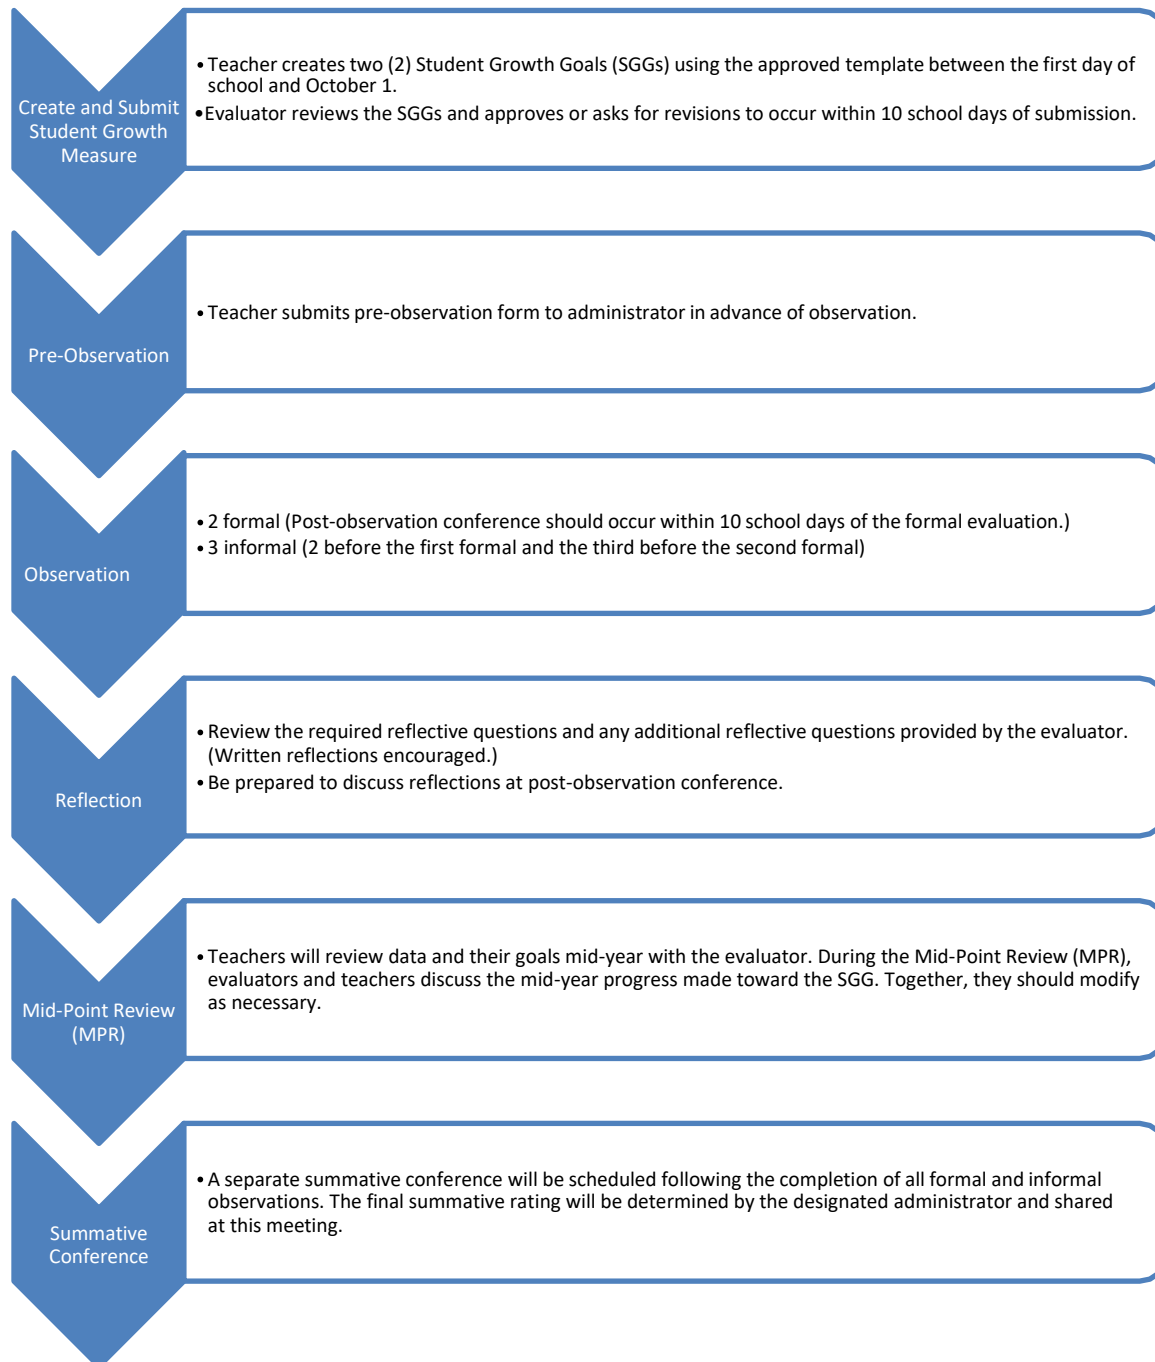 Create and Submit
Student Growth
Measure
• Teacher creates two (2) Student Growth Goals (SGGs) using the approved template between the first day of
school and October 1.
•Evaluator reviews the SGGs and approves or asks for revisions to occur within 10 school days of submission.
Pre-Observation
• Teacher submits pre-observation form to administrator in advance of observation.
Observation
• 2 formal (Post-observation conference should occur within 10 school days of the formal evaluation.)
• 3 informal (2 before the first formal and the third before the second formal)
Reflection
• Review the required reflective questions and any additional reflective questions provided by the evaluator.
(Written reflections encouraged.)
• Be prepared to discuss reflections at post-observation conference.
Mid-Point Review
(MPR)
• Teachers will review data and their goals mid-year with the evaluator. During the Mid-Point Review (MPR),
evaluators and teachers discuss the mid-year progress made toward the SGG. Together, they should modify
as necessary.
Summative
Conference
• A separate summative conference will be scheduled following the completion of all formal and informal
observations. The final summative rating will be determined by the designated administrator and shared
at this meeting.